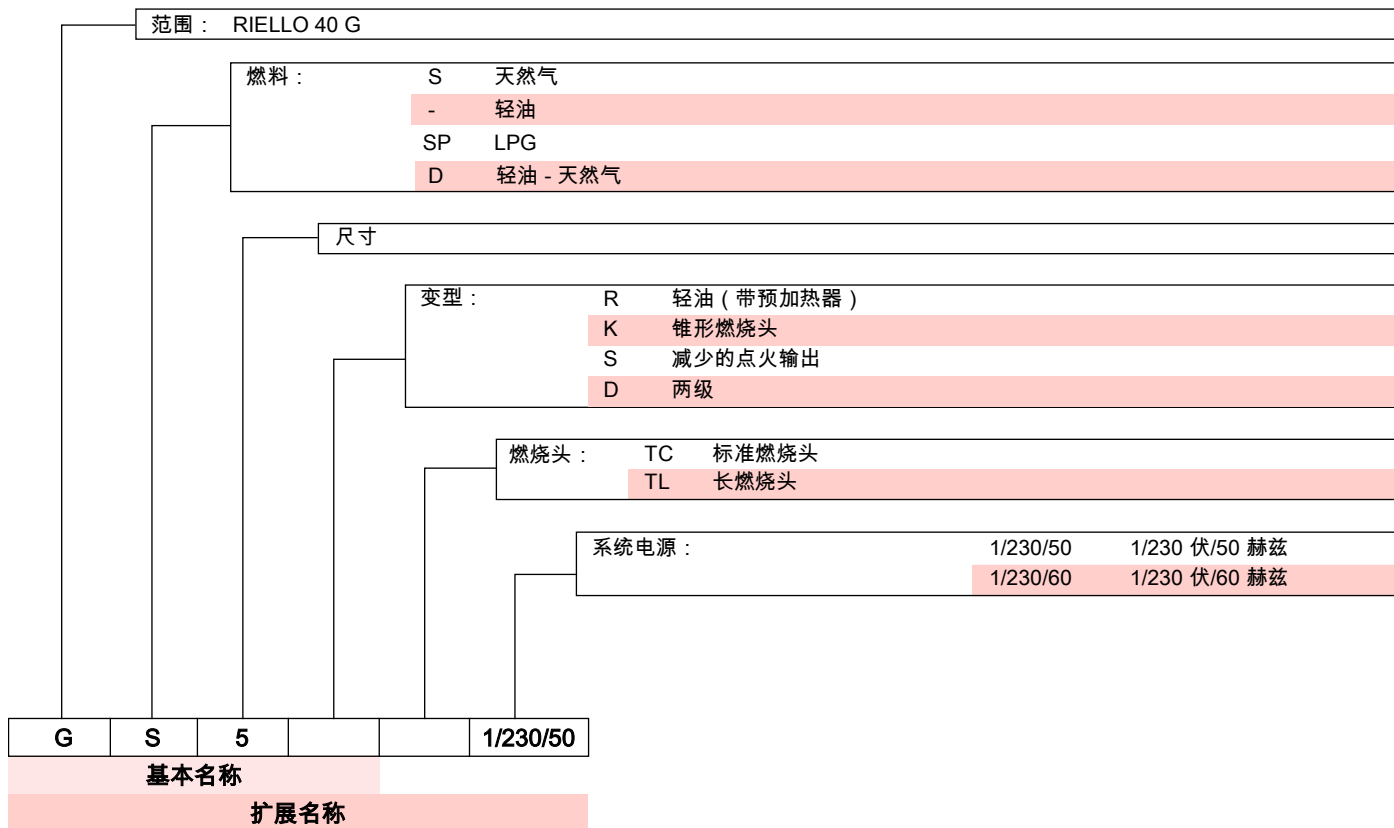 范围： RIELLO 40 G
燃料： S 天然气
- 轻油
SP LPG
D 轻油 - 天然气
尺寸
变型： R 轻油（带预加热器）
K 锥形燃烧头
S 减少的点火输出
D 两级
燃烧头： TC 标准燃烧头
TL 长燃烧头
系统电源： 1/230/50 1/230 伏/50 赫兹
1/230/60 1/230 伏/60 赫兹
G S 5 1/230/50
基本名称
扩展名称